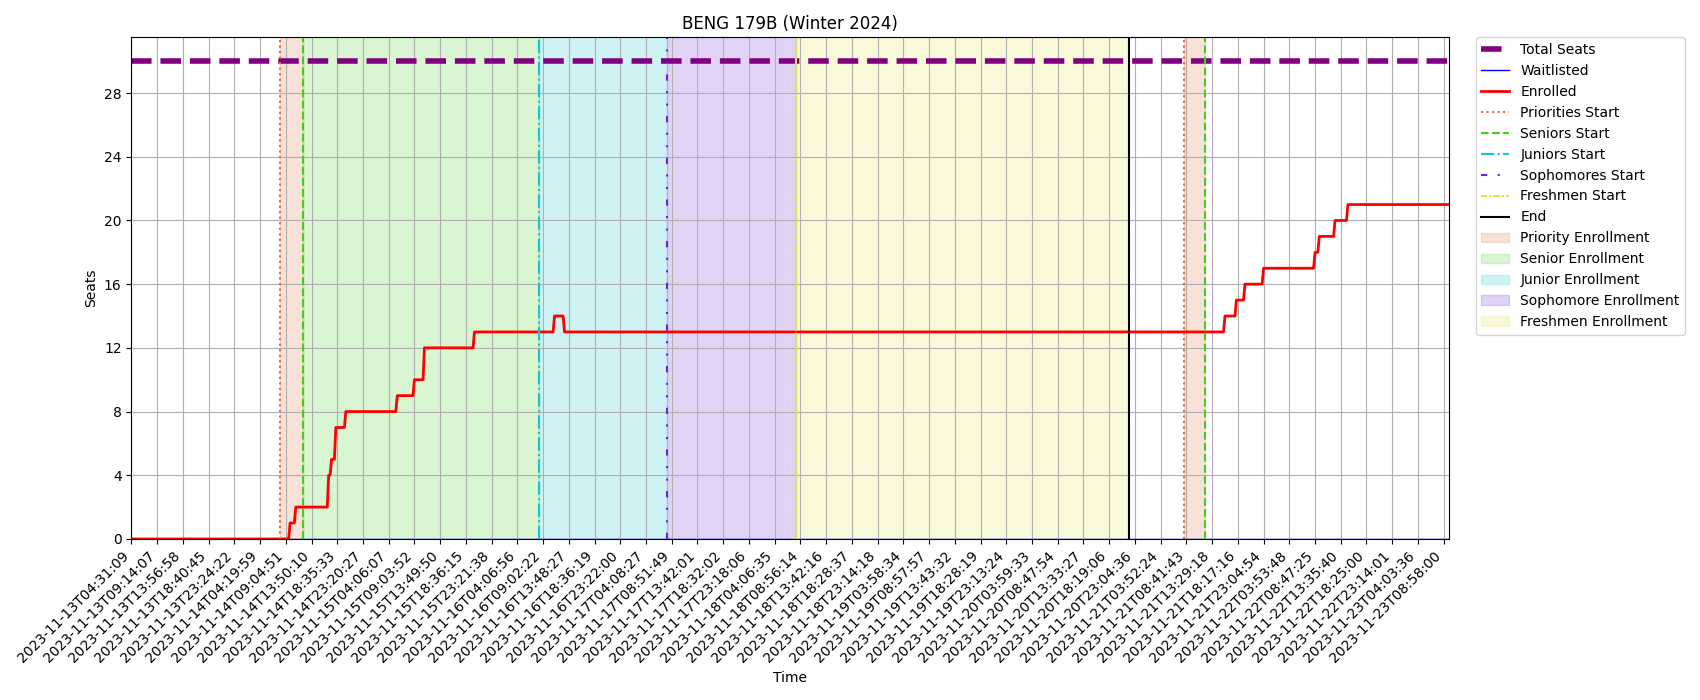 BENG 179B (Winter 2024)
Seats
28
24
20
16
12
8
4
0
2023-11-13T04:31:09
2023-11-13T09:14:07
2023-11-13T13:56:58
2023-11-13T18:40:45
2023-11-13T23:24:22
2023-11-14T04:19:59
2023-11-14T09:04:51
2023-11-14T13:50:10
2023-11-14T18:35:33
2023-11-14T23:20:27
2023-11-15T04:06:07
2023-11-15T09:03:52
2023-11-15T13:49:50
2023-11-15T18:36:15
2023-11-15T23:21:38
2023-11-16T04:06:56
2023-11-16T09:02:22
2023-11-16T13:48:27
2023-11-16T18:36:19
2023-11-16T23:22:00
2023-11-17T04:08:27
2023-11-17T08:51:49
2023-11-17T13:42:01
2023-11-17T18:32:02
2023-11-17T23:18:06
2023-11-18T04:06:35
2023-11-18T08:56:14
2023-11-18T13:42:16
2023-11-18T18:28:37
2023-11-18T23:14:18
2023-11-19T03:58:34
2023-11-19T08:57:57
2023-11-19T13:43:32
2023-11-19T18:28:19
2023-11-19T23:13:24
2023-11-20T03:59:33
2023-11-20T08:47:54
2023-11-20T13:33:27
2023-11-20T18:19:06
2023-11-20T23:04:36
2023-11-21T03:52:24
2023-11-21T08:41:43
2023-11-21T13:29:18
2023-11-21T18:17:16
2023-11-21T23:04:54
2023-11-22T03:53:48
2023-11-22T08:47:25
2023-11-22T13:35:40
2023-11-22T18:25:00
2023-11-22T23:14:01
2023-11-23T04:03:36
2023-11-23T08:58:00
Time
Total Seats
Waitlisted
Enrolled
Priorities Start
Seniors Start
Juniors Start
Sophomores Start
Freshmen Start
End
Priority Enrollment
Senior Enrollment
Junior Enrollment
Sophomore Enrollment
Freshmen Enrollment